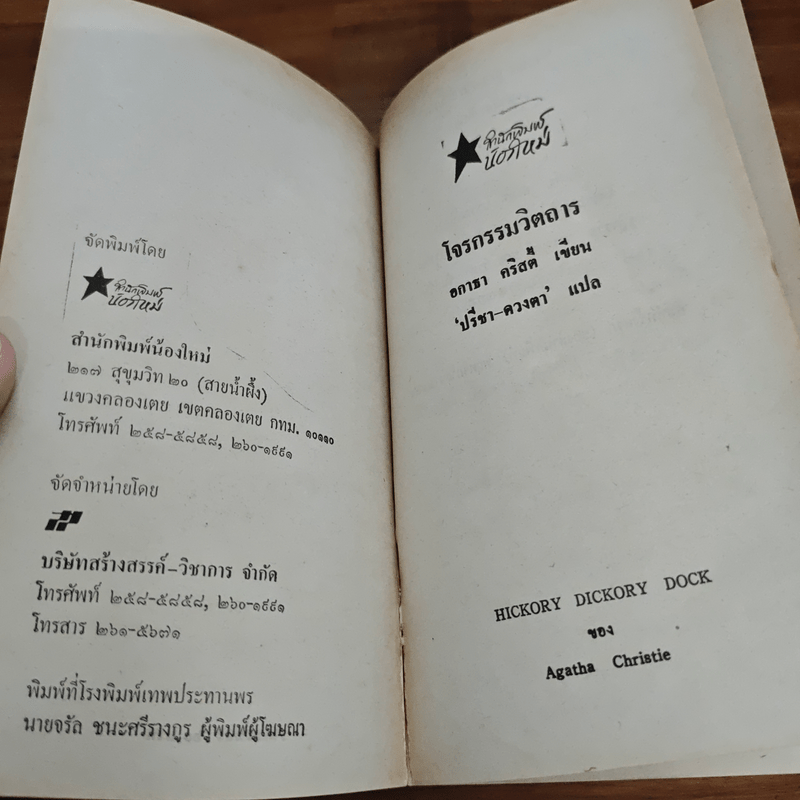 จัดพิมพ์โดย
สำนักพิมพ์
น้องใหม่
สำนักพิมพ์น้องใหม่
๒๑๗ สุขุมวิท ๒๐ (สายน้ำผึ้ง)
แขวงคลองเตย เขตคลองเตย กทม. ๑๐๑๑๐
โทรศัพท์ ๒๕๘-๕๘๕๘, ๒๖๐-๑๙๙๑
จัดจำหน่ายโดย
บริษัทสร้างสรรค์-วิชาการ จำกัด
โทรศัพท์ ๒๕๘-๕๘๕๘, ๒๖๐-๑๙๙๑
โทรสาร ๒๖๑-๕๖๗๑
พิมพ์ที่โรงพิมพ์เทพประทานพร
นายจรัล ชนะศรีรางกูร ผู้พิมพ์ผู้โฆษณา
สำนักพิมพ์
น้องใหม่
โจรกรรมวิตถาร
อกาธา คริสตี้ เขียน
'ปรีชา-ดวงตา' แปล
HICKORY DICKORY DOCK
ของ
Agatha Christie